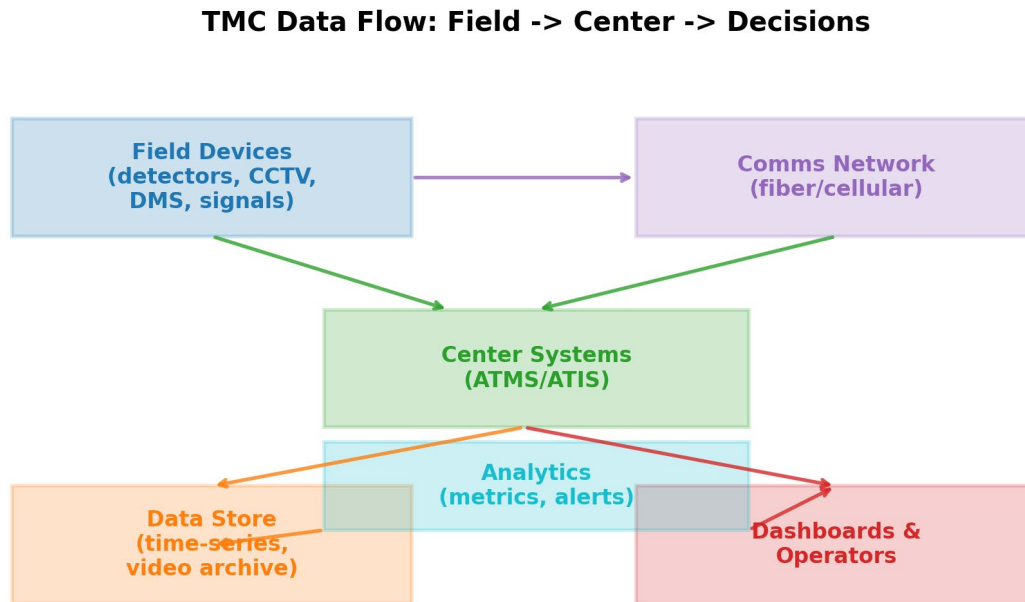 TMC Data Flow: Field -> Center -> Decisions
Field Devices
(detectors, CCTV,
DMS, signals)
Comms Network
(fiber/cellular)
Center Systems
(ATMS/ATIS)
Analytics
(metrics, alerts)
Data Store
(time-series,
video archive)
Dashboards &
Operators